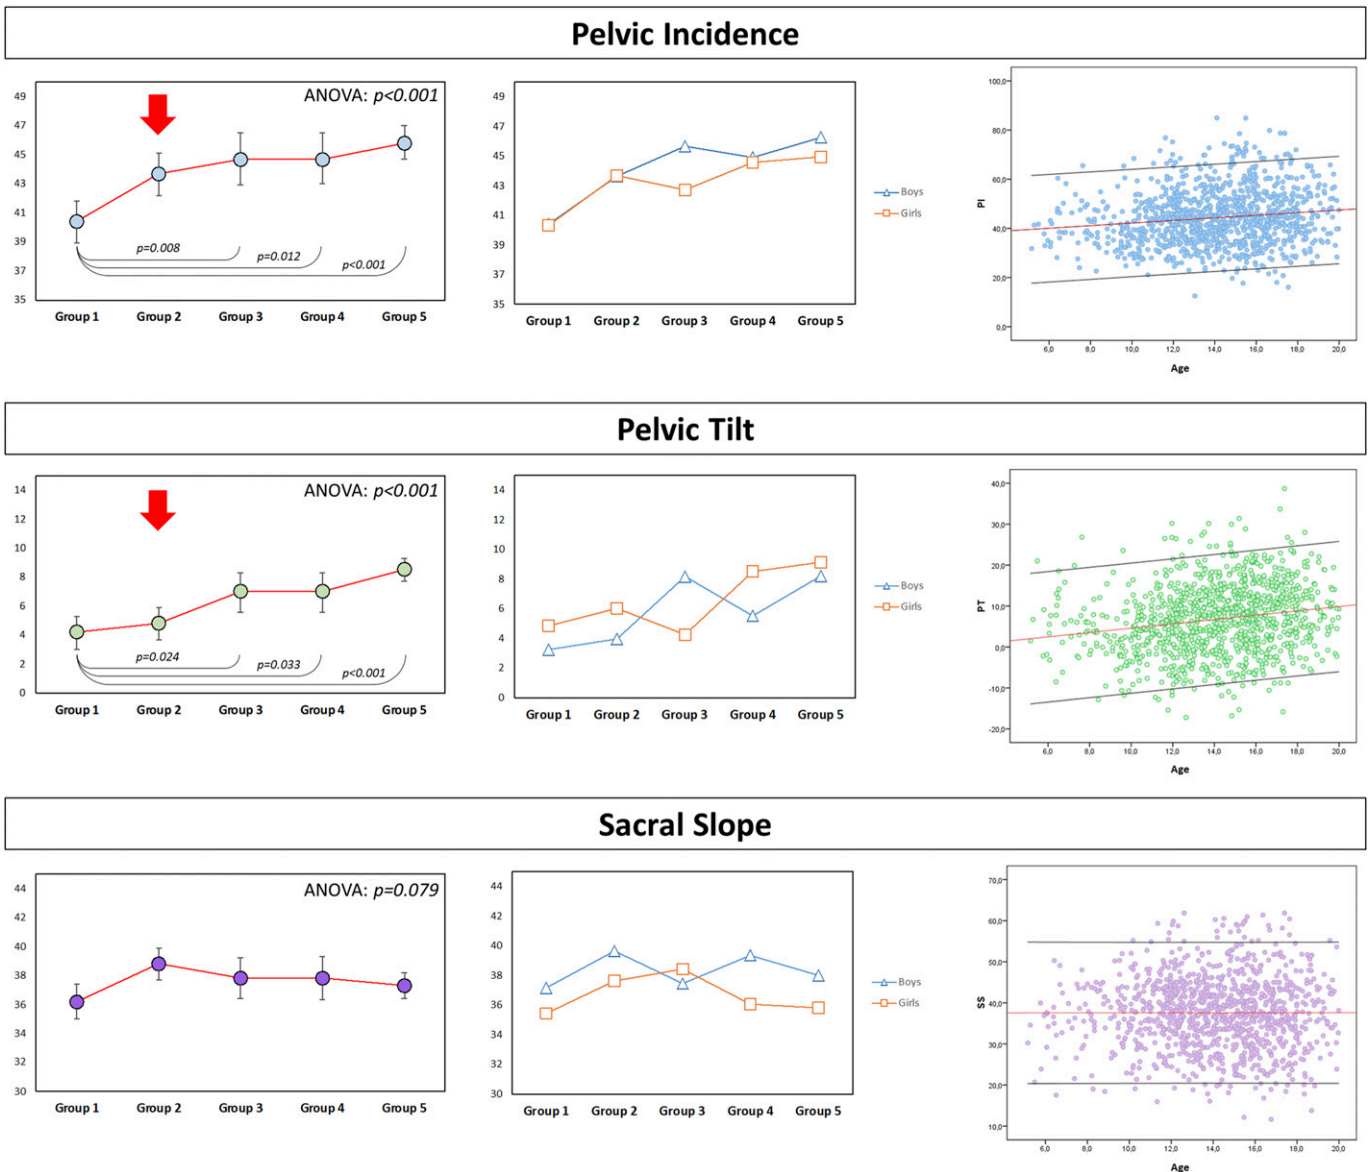 Pelvic Incidence
ANOVA: p<0.001
49
47
45
43
41
39
37
35
p=0.008
p=0.012
p<0.001
Group 1 Group 2 Group 3 Group 4 Group 5
49
47
45
43
41
39
37
35
Boys
Girls
Group 1 Group 2 Group 3 Group 4 Group 5
100,0
80,0
60,0
40,0
20,0
0,0
PI
6,0 8,0 10,0 12,0 14,0 16,0 18,0 20,0
Age
Pelvic Tilt
ANOVA: p<0.001
14
12
10
8
6
4
2
0
p=0.024
p=0.033
p<0.001
Group 1 Group 2 Group 3 Group 4 Group 5
14
12
10
8
6
4
2
0
Boys
Girls
Group 1 Group 2 Group 3 Group 4 Group 5
40,0
30,0
20,0
10,0
0,0
-10,0
-20,0
PT
6,0 8,0 10,0 12,0 14,0 16,0 18,0 20,0
Age
Sacral Slope
ANOVA: p=0.079
44
42
40
38
36
34
32
30
Group 1 Group 2 Group 3 Group 4 Group 5
44
42
40
38
36
34
32
30
Boys
Girls
Group 1 Group 2 Group 3 Group 4 Group 5
70,0
60,0
50,0
40,0
30,0
20,0
10,0
SS
6,0 8,0 10,0 12,0 14,0 16,0 18,0 20,0
Age